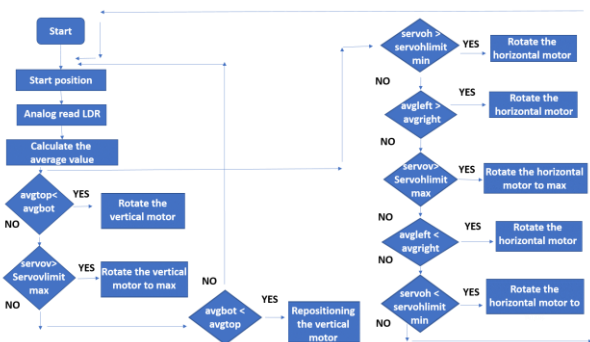 Start
Start position
Analog read LDR
Calculate the
average value
avgtop<
avgbot
YES
Rotate the
vertical motor
NO
servov>
Servovlimit
max
YES
Rotate the vertical
motor to max
NO
NO
avgbot <
avgtop
YES
Repositioning
the vertical
motor
servoh >
servohlimit
min
YES
Rotate the
horizontal motor
NO
avgleft >
avgright
YES
Rotate the
horizontal motor
NO
servov>
Servohlimit
max
YES
Rotate the horizontal
motor to max
NO
avgleft <
avgright
YES
Rotate the
horizontal motor
NO
servoh <
servohlimit
min
YES
Rotate the
horizontal motor to
NO